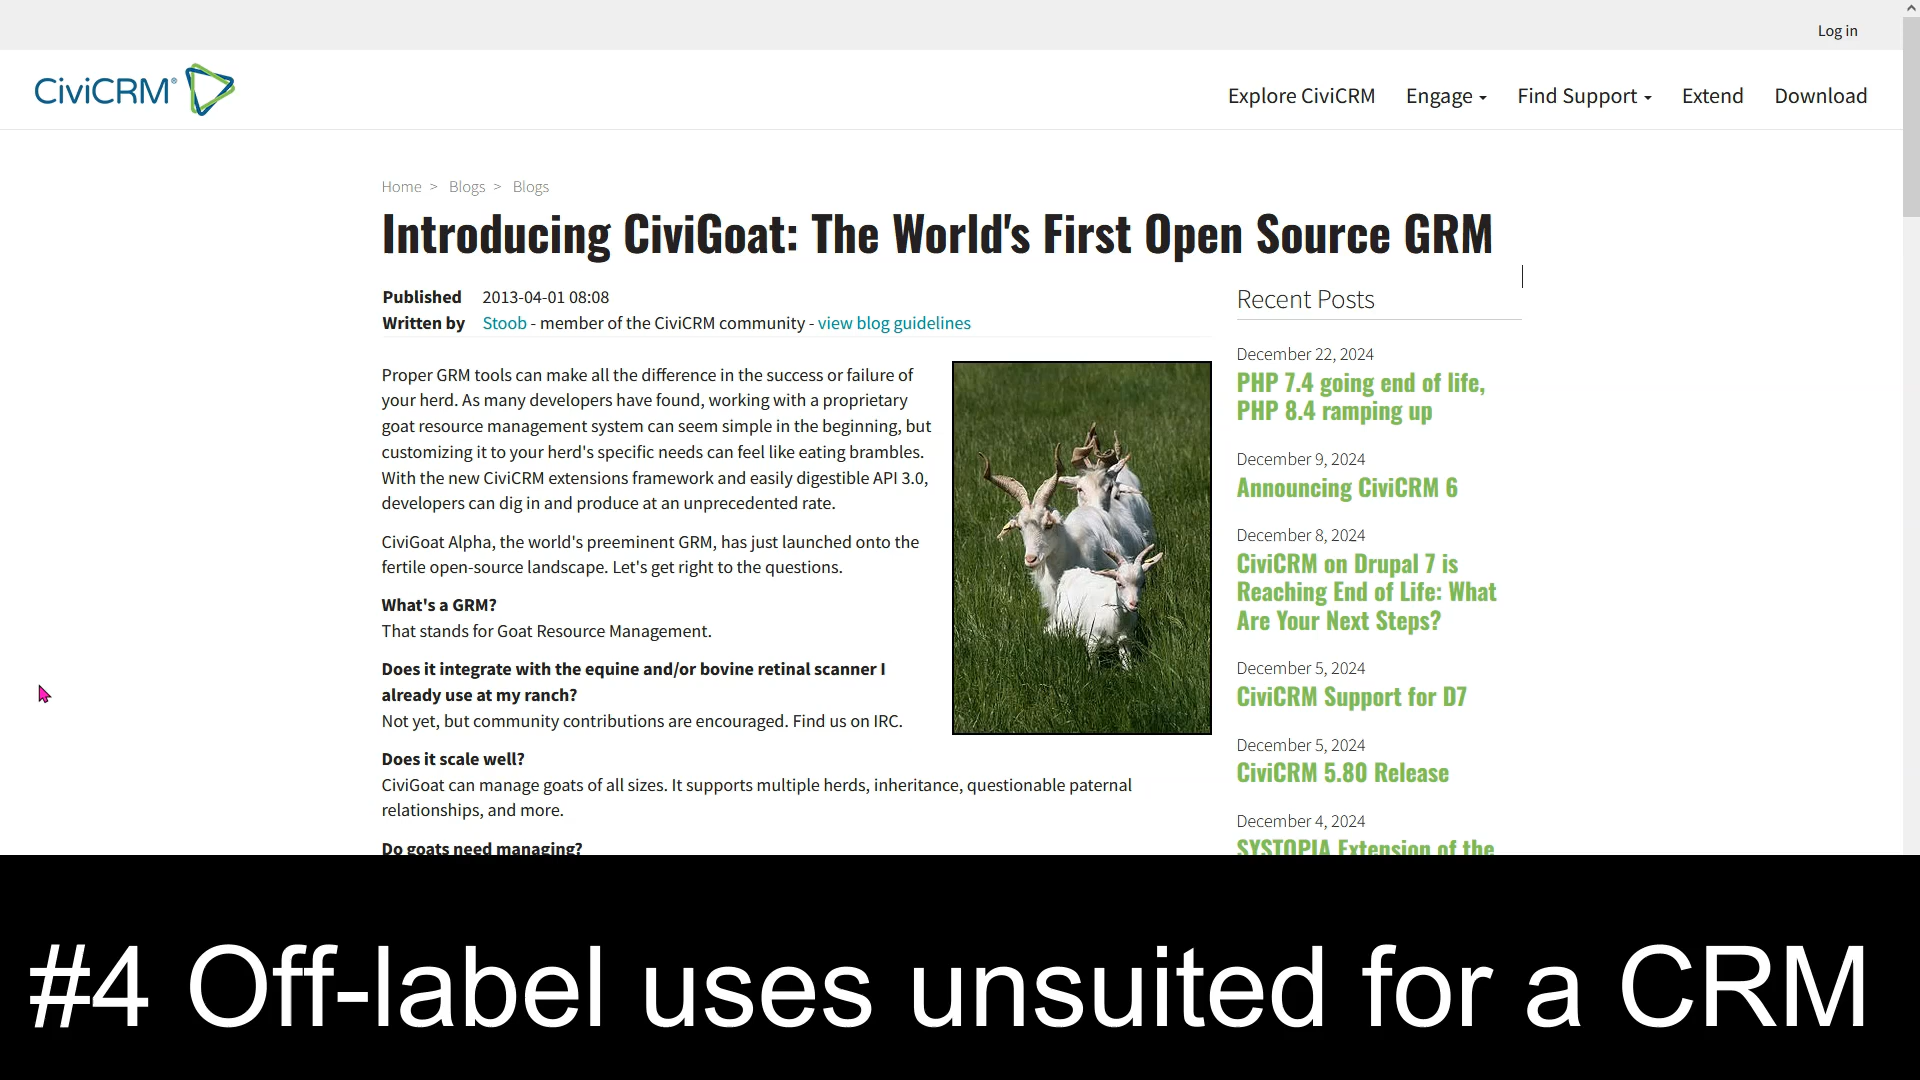 Log in
CiviCRM®
Explore CiviCRM
Engage
Find Support
Extend
Download
Home > Blogs > Blogs
Introducing CiviGoat: The World's First Open Source GRM
Published 2013-04-01 08:08
Written by Stoob - member of the CiviCRM community - view blog guidelines
Proper GRM tools can make all the difference in the success or failure of
your herd. As many developers have found, working with a proprietary
goat resource management system can seem simple in the beginning, but
customizing it to your herd's specific needs can feel like eating brambles.
With the new CiviCRM extensions framework and easily digestible API 3.0,
developers can dig in and produce at an unprecedented rate.
CiviGoat Alpha, the world's preeminent GRM, has just launched onto the
fertile open-source landscape. Let's get right to the questions.
What's a GRM?
That stands for Goat Resource Management.
Does it integrate with the equine and/or bovine retinal scanner I
already use at my ranch?
Not yet, but community contributions are encouraged. Find us on IRC.
Does it scale well?
CiviGoat can manage goats of all sizes. It supports multiple herds, inheritance, questionable paternal
relationships, and more.
Do goats need managing?
Recent Posts
December 22, 2024
PHP 7.4 going end of life,
PHP 8.4 ramping up
December 9, 2024
Announcing CiviCRM 6
December 8, 2024
CiviCRM on Drupal 7 is
Reaching End of Life: What
Are Your Next Steps?
December 5, 2024
CiviCRM Support for D7
December 5, 2024
CiviCRM 5.80 Release
December 4, 2024
SYSTOPIA Extension of the
#4 Off-label uses unsuited for a CRM